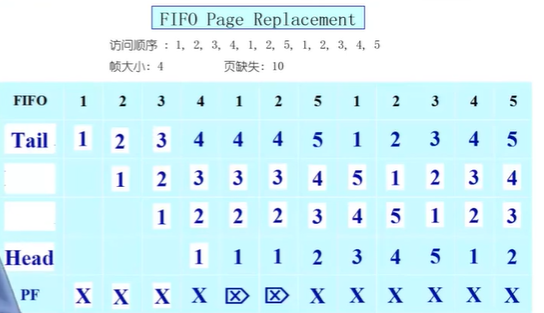 FIFO Page Replacement
访问顺序 : 1, 2, 3, 4, 1, 2, 5, 1, 2, 3, 4, 5
帧大小: 4 页缺失: 10
FIFO 1 2 3 4 1 2 5 1 2 3 4 5
Tail 1 2 3 4 4 4 5 1 2 3 4 5
1 2 3 3 3 4 5 1 2 3 4
1 2 2 2 3 4 5 1 2 3
Head 1 1 1 2 3 4 5 1 2
PF X X X X X X X X X X X X